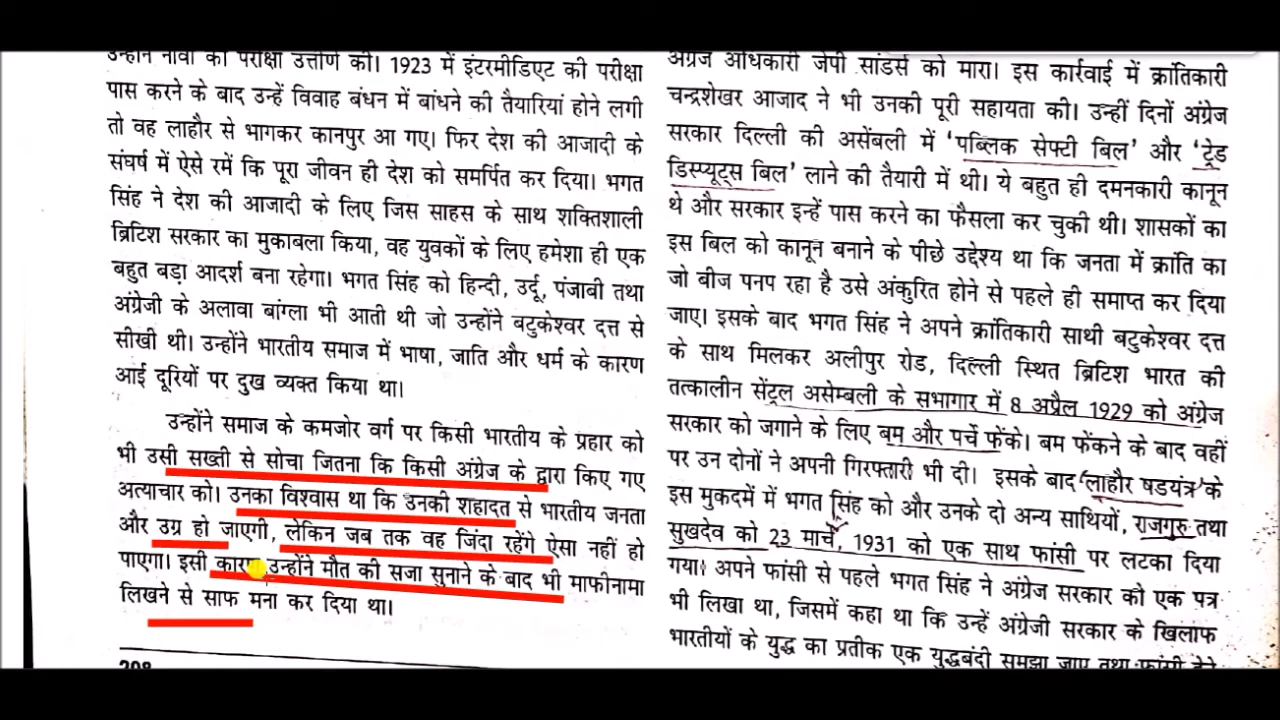 उन्होंने नौवी की परीक्षा उत्तीर्ण की। 1923 में इंटरमीडिएट की परीक्षा
पास करने के बाद उन्हें विवाह बंधन में बांधने की तैयारियां होने लगी
तो वह लाहौर से भागकर कानपुर आ गए। फिर देश की आजादी के
संघर्ष में ऐसे रमें कि पूरा जीवन ही देश को समर्पित कर दिया। भगत
सिंह ने देश की आजादी के लिए जिस साहस के साथ शक्तिशाली
ब्रिटिश सरकार का मुकाबला किया, वह युवकों के लिए हमेशा ही एक
बहुत बड़ा आदर्श बना रहेगा। भगत सिंह को हिन्दी, उर्दू, पंजाबी तथा
अंग्रेजी के अलावा बांग्ला भी आती थी जो उन्होंने बटुकेश्वर दत्त से
सीखी थी। उन्होंने भारतीय समाज में भाषा, जाति और धर्म के कारण
आई दूरियों पर दुख व्यक्त किया था।
उन्होंने समाज के कमजोर वर्ग पर किसी भारतीय के प्रहार को
भी उसी सख्ती से सोचा जितना कि किसी अंग्रेज के द्वारा किए गए
अत्याचार को। उनका विश्वास था कि उनकी शहादत से भारतीय जनता
और उग्र हो जाएगी, लेकिन जब तक वह जिंदा रहेंगे ऐसा नहीं हो
पाएगा। इसी कारण उन्होंने मौत की सजा सुनाने के बाद भी माफीनामा
लिखने से साफ मना कर दिया था।
208
अंग्रेज अधिकारी जेपी सांडर्स को मारा। इस कार्रवाई में क्रांतिकारी
चन्द्रशेखर आजाद ने भी उनकी पूरी सहायता की। उन्हीं दिनों अंग्रेज
सरकार दिल्ली की असेंबली में ‘पब्लिक सेफ्टी बिल’ और ‘ट्रेड
डिस्प्यूट्स बिल’ लाने की तैयारी में थी। ये बहुत ही दमनकारी कानून
थे और सरकार इन्हें पास करने का फैसला कर चुकी थी। शासकों का
इस बिल को कानून बनाने के पीछे उद्देश्य था कि जनता में क्रांति का
जो बीज पनप रहा है उसे अंकुरित होने से पहले ही समाप्त कर दिया
जाए। इसके बाद भगत सिंह ने अपने क्रांतिकारी साथी बटुकेश्वर दत्त
के साथ मिलकर अलीपुर रोड, दिल्ली स्थित ब्रिटिश भारत की
तत्कालीन सेंट्रल असेम्बली के सभागार में 8 अप्रैल 1929 को अंग्रेज
सरकार को जगाने के लिए बम और पर्चे फेंके। बम फेंकने के बाद वहीं
पर उन दोनों ने अपनी गिरफ्तारी भी दी। इसके बाद ‘लाहौर षडयंत्र’ के
इस मुकदमें में भगत सिंह को और उनके दो अन्य साथियों, राजगुरु तथा
सुखदेव को 23 मार्च, 1931 को एक साथ फांसी पर लटका दिया
गया। अपने फांसी से पहले भगत सिंह ने अंग्रेज सरकार को एक पत्र
भी लिखा था, जिसमें कहा था कि उन्हें अंग्रेजी सरकार के खिलाफ
भारतीयों के युद्ध का प्रतीक एक युद्धबंदी समझा जाए तथा फांसी देने